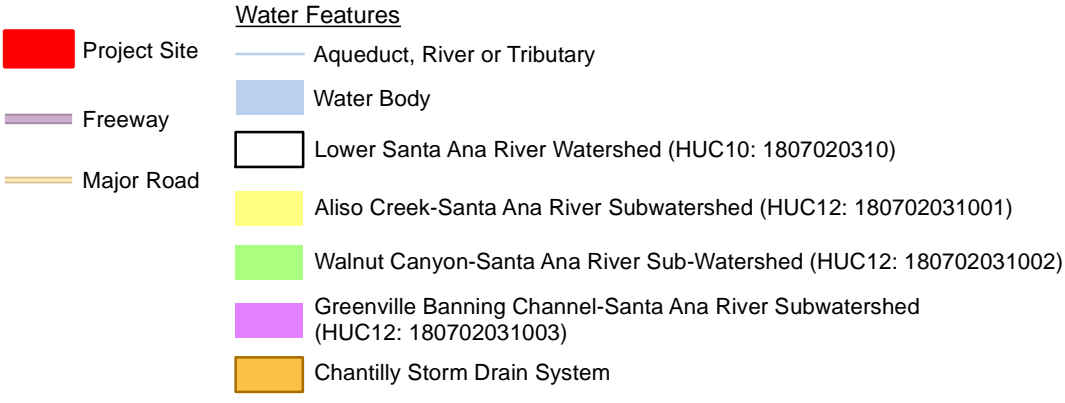 Water Features
Project Site
Freeway
Major Road
Aqueduct, River or Tributary
Water Body
Lower Santa Ana River Watershed (HUC10: 1807020310)
Aliso Creek-Santa Ana River Subwatershed (HUC12: 180702031001)
Walnut Canyon-Santa Ana River Sub-Watershed (HUC12: 180702031002)
Greenville Banning Channel-Santa Ana River Subwatershed
(HUC12: 180702031003)
Chantilly Storm Drain System